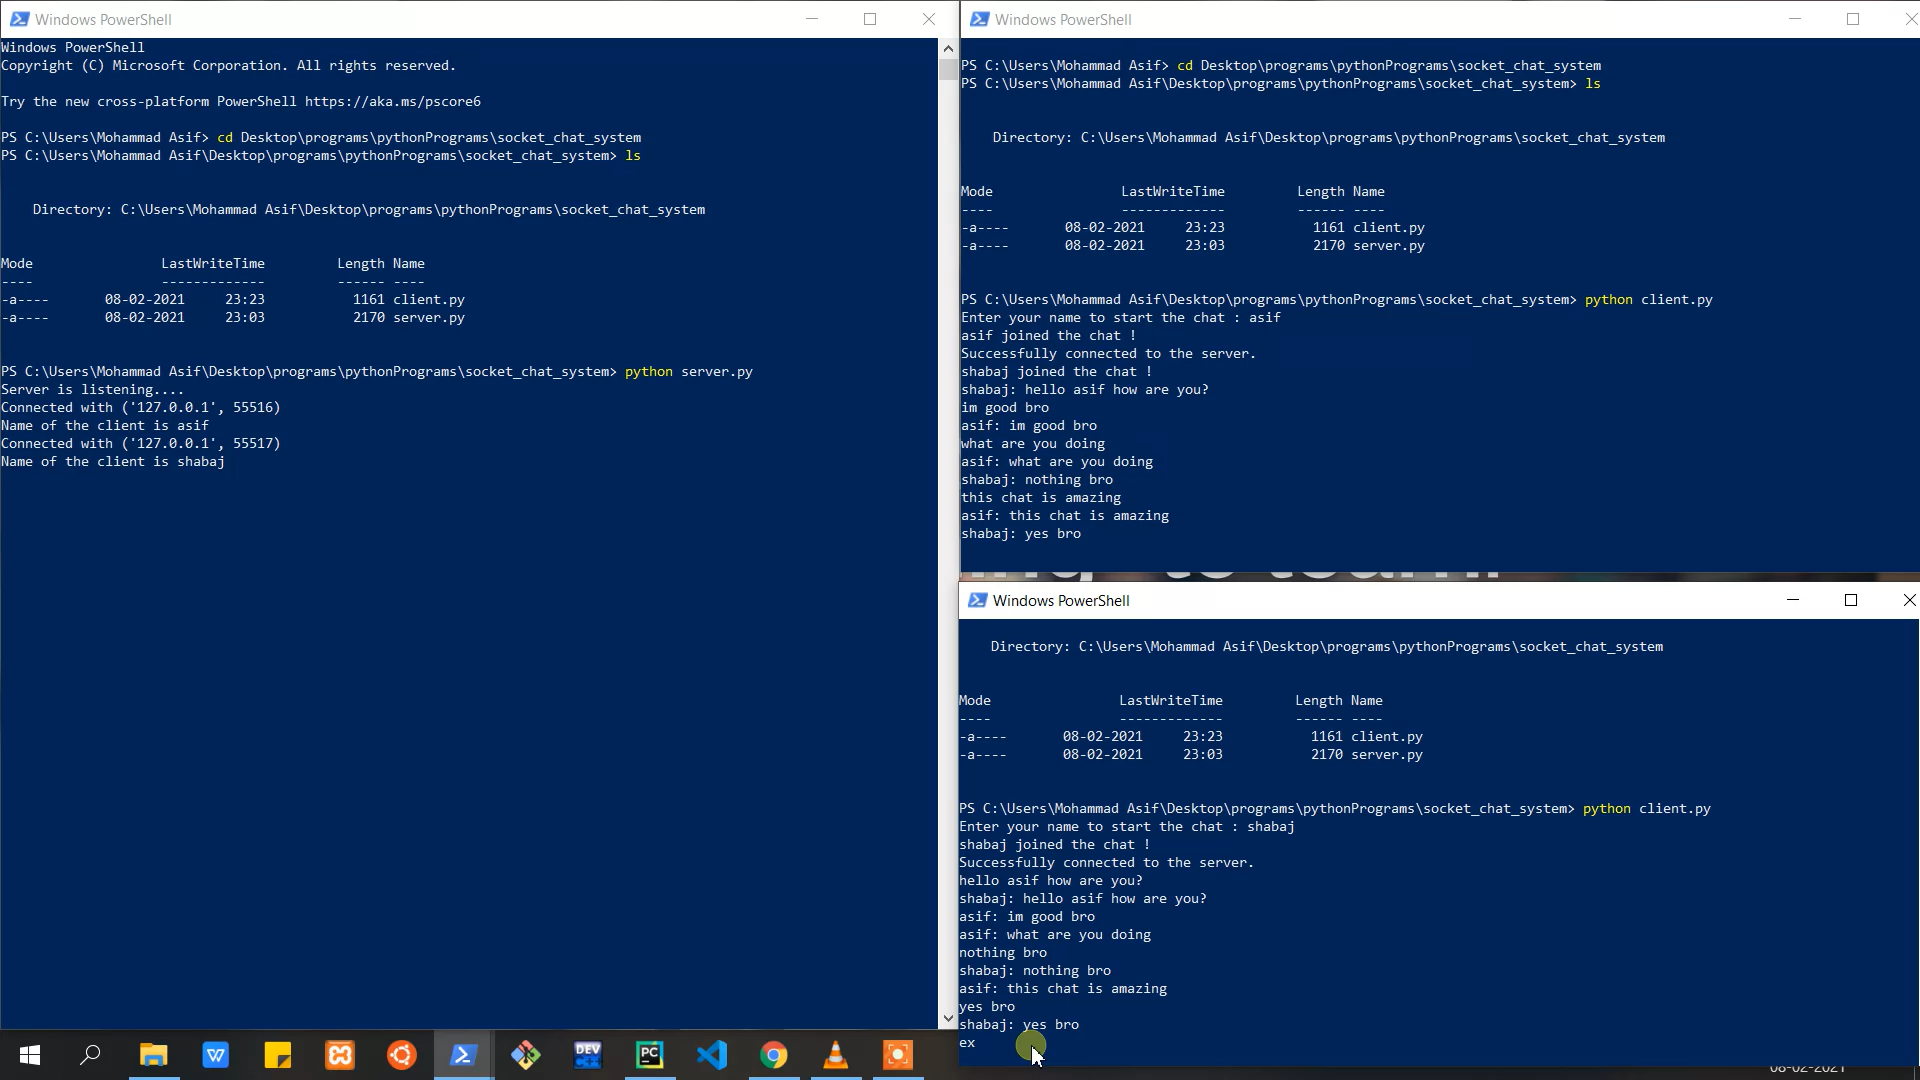 Windows PowerShell
Windows PowerShell
Copyright (C) Microsoft Corporation. All rights reserved.
Try the new cross-platform PowerShell https://aka.ms/pscore6
PS C:\Users\Mohammad Asif> cd Desktop\programs\pythonPrograms\socket_chat_system
PS C:\Users\Mohammad Asif\Desktop\programs\pythonPrograms\socket_chat_system> ls
Directory: C:\Users\Mohammad Asif\Desktop\programs\pythonPrograms\socket_chat_system
Mode LastWriteTime Length Name
---- ------------- ------ ----
-a---- 08-02-2021 23:23 1161 client.py
-a---- 08-02-2021 23:03 2170 server.py
PS C:\Users\Mohammad Asif\Desktop\programs\pythonPrograms\socket_chat_system> python server.py
Server is listening....
Connected with ('127.0.0.1', 55516)
Name of the client is asif
Connected with ('127.0.0.1', 55517)
Name of the client is shabaj
Windows PowerShell
PS C:\Users\Mohammad Asif> cd Desktop\programs\pythonPrograms\socket_chat_system
PS C:\Users\Mohammad Asif\Desktop\programs\pythonPrograms\socket_chat_system> ls
Directory: C:\Users\Mohammad Asif\Desktop\programs\pythonPrograms\socket_chat_system
Mode LastWriteTime Length Name
---- ------------- ------ ----
-a---- 08-02-2021 23:23 1161 client.py
-a---- 08-02-2021 23:03 2170 server.py
PS C:\Users\Mohammad Asif\Desktop\programs\pythonPrograms\socket_chat_system> python client.py
Enter your name to start the chat : asif
asif joined the chat !
Successfully connected to the server.
shabaj joined the chat !
shabaj: hello asif how are you?
im good bro
asif: im good bro
what are you doing
asif: what are you doing
shabaj: nothing bro
this chat is amazing
asif: this chat is amazing
shabaj: yes bro
Windows PowerShell
Directory: C:\Users\Mohammad Asif\Desktop\programs\pythonPrograms\socket_chat_system
Mode LastWriteTime Length Name
---- ------------- ------ ----
-a---- 08-02-2021 23:23 1161 client.py
-a---- 08-02-2021 23:03 2170 server.py
PS C:\Users\Mohammad Asif\Desktop\programs\pythonPrograms\socket_chat_system> python client.py
Enter your name to start the chat : shabaj
shabaj joined the chat !
Successfully connected to the server.
hello asif how are you?
shabaj: hello asif how are you?
asif: im good bro
asif: what are you doing
nothing bro
shabaj: nothing bro
asif: this chat is amazing
yes bro
shabaj: yes bro
ex
W DEV C++ PC
08-02-2021